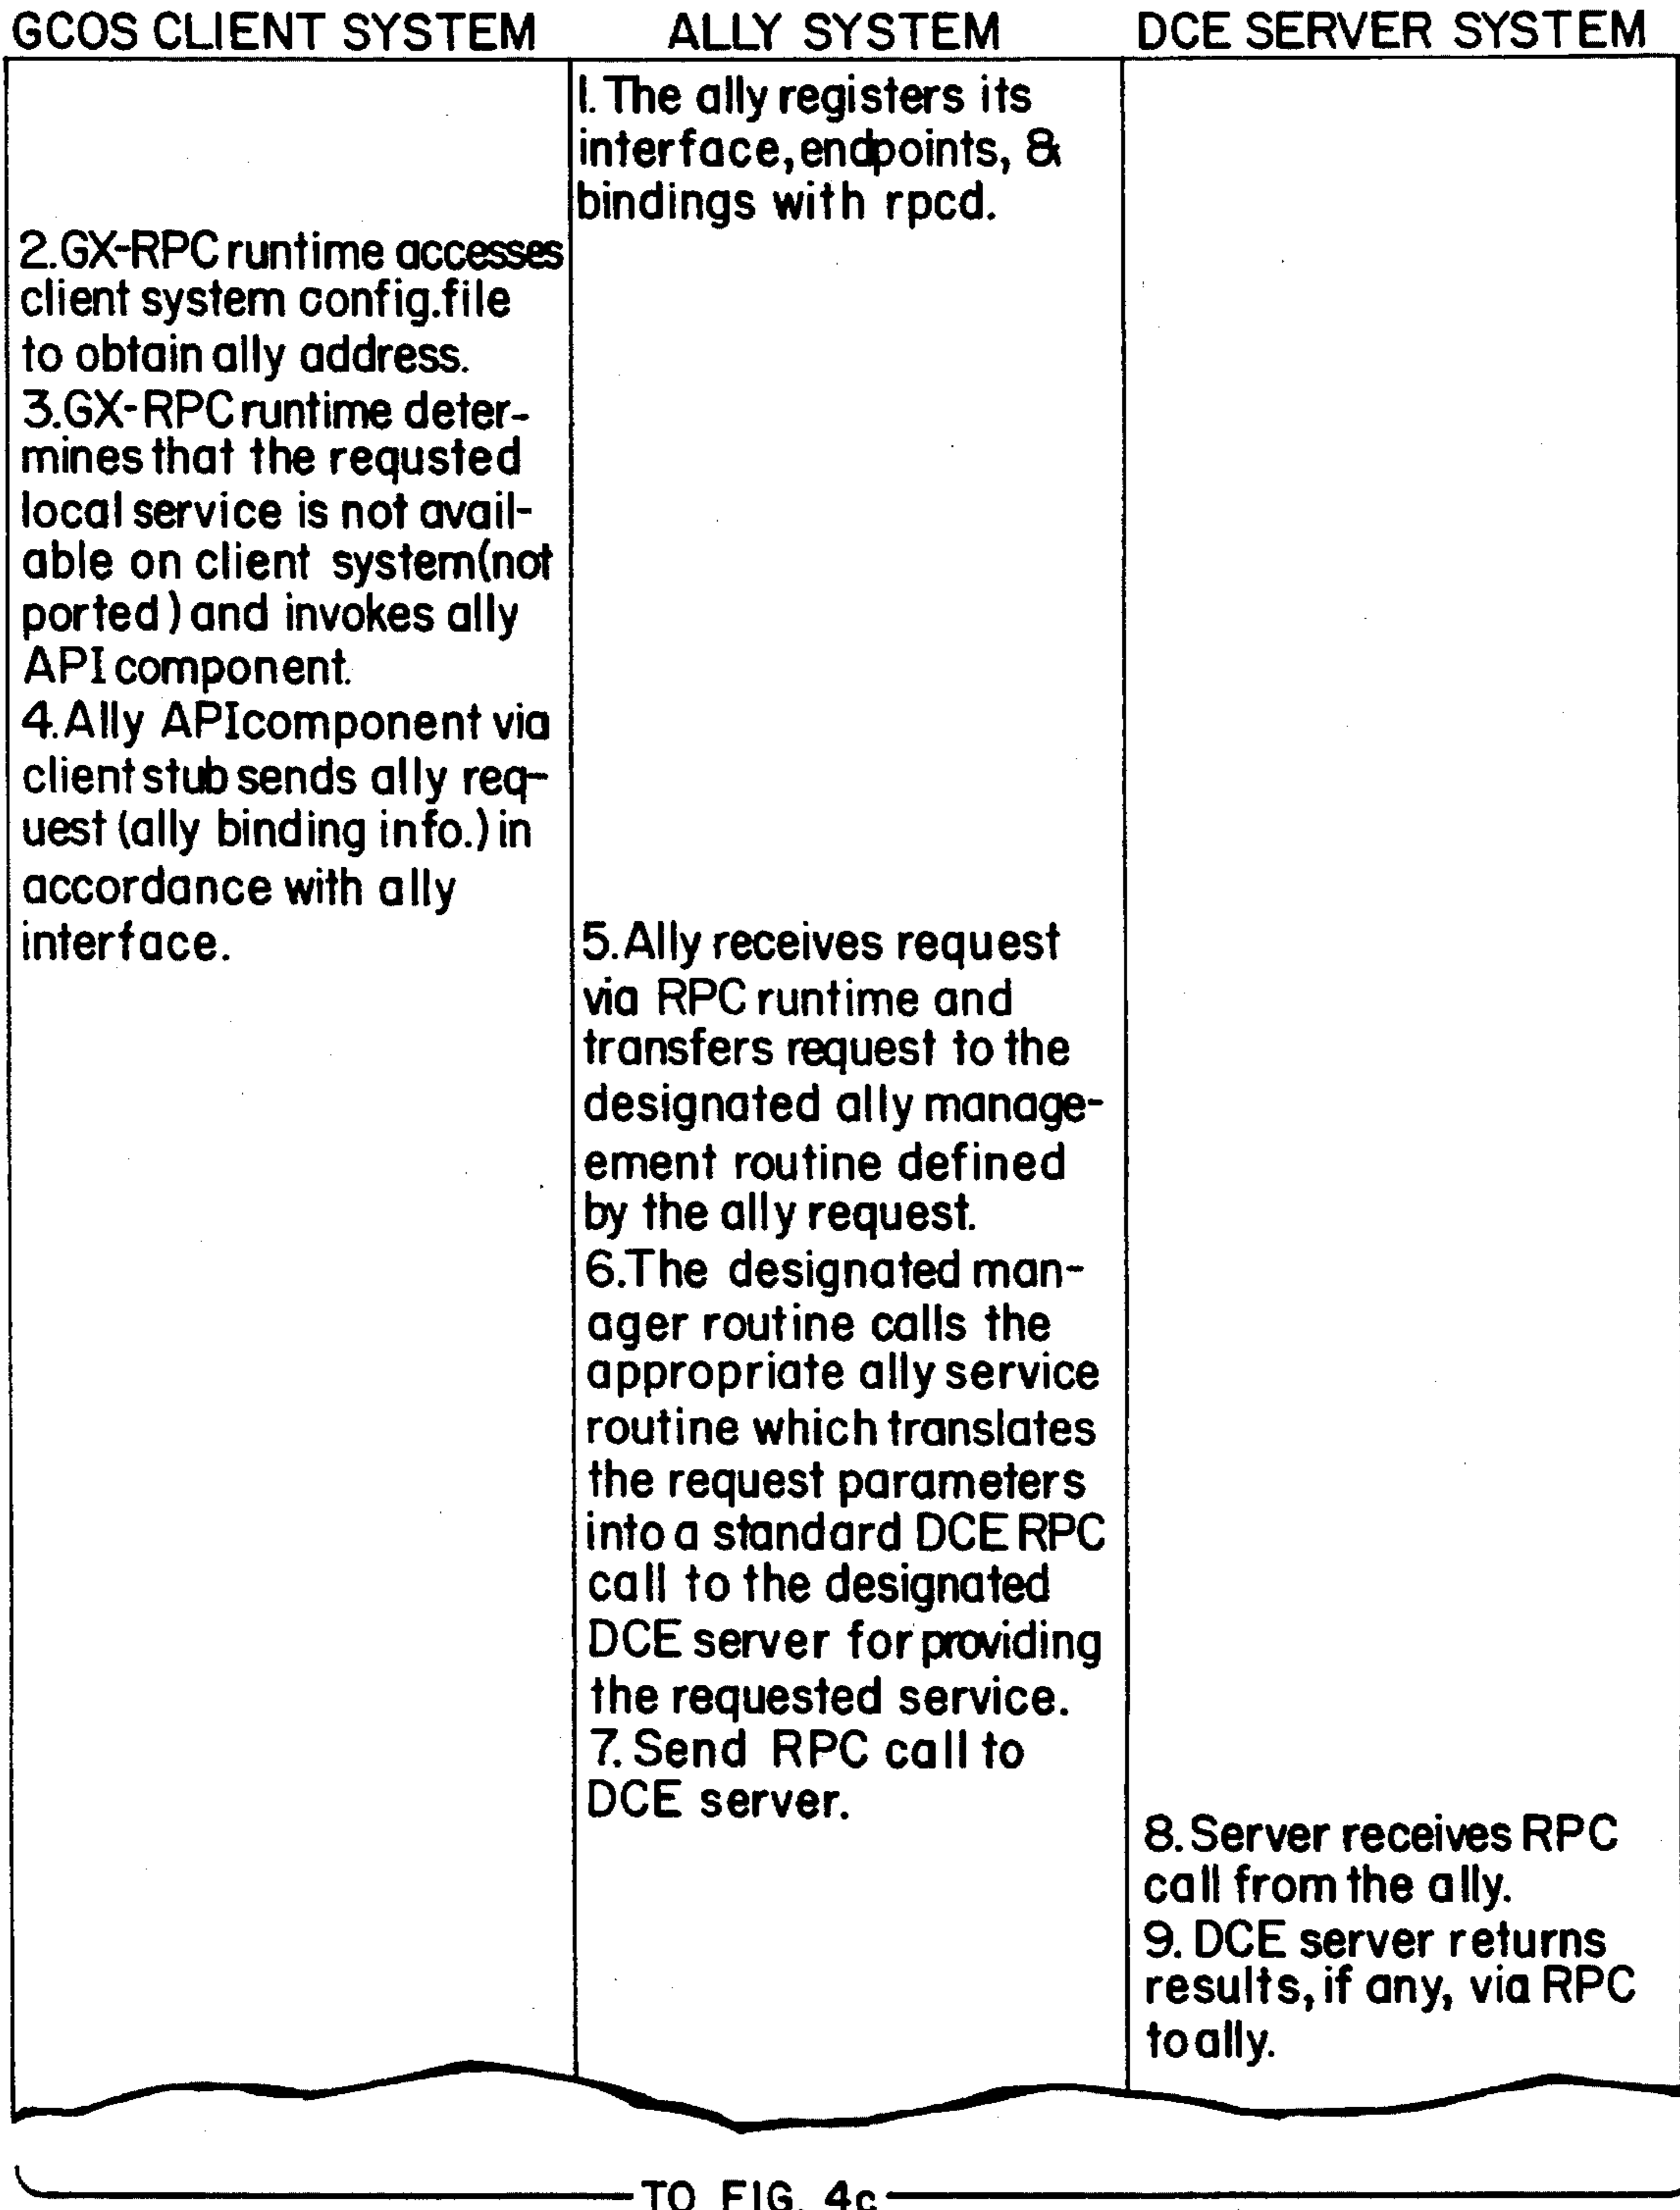 GCOS CLIENT SYSTEM
ALLY SYSTEM
DCE SERVER SYSTEM
1. The ally registers its
interface, endpoints, &
bindings with rpcd.
2. GX-RPC runtime accesses
client system config. file
to obtain ally address.
3. GX-RPC runtime deter-
mines that the requsted
local service is not avail-
able on client system (not
ported) and invokes ally
API component.
4. Ally API component via
client stub sends ally req-
uest (ally binding info.) in
accordance with ally
interface.
5. Ally receives request
via RPC runtime and
transfers request to the
designated ally manage-
ement routine defined
by the ally request.
6. The designated man-
ager routine calls the
appropriate ally service
routine which translates
the request parameters
into a standard DCE RPC
call to the designated
DCE server for providing
the requested service.
7. Send RPC call to
DCE server.
8. Server receives RPC
call from the ally.
9. DCE server returns
results, if any, via RPC
to ally.
TO FIG. 4c